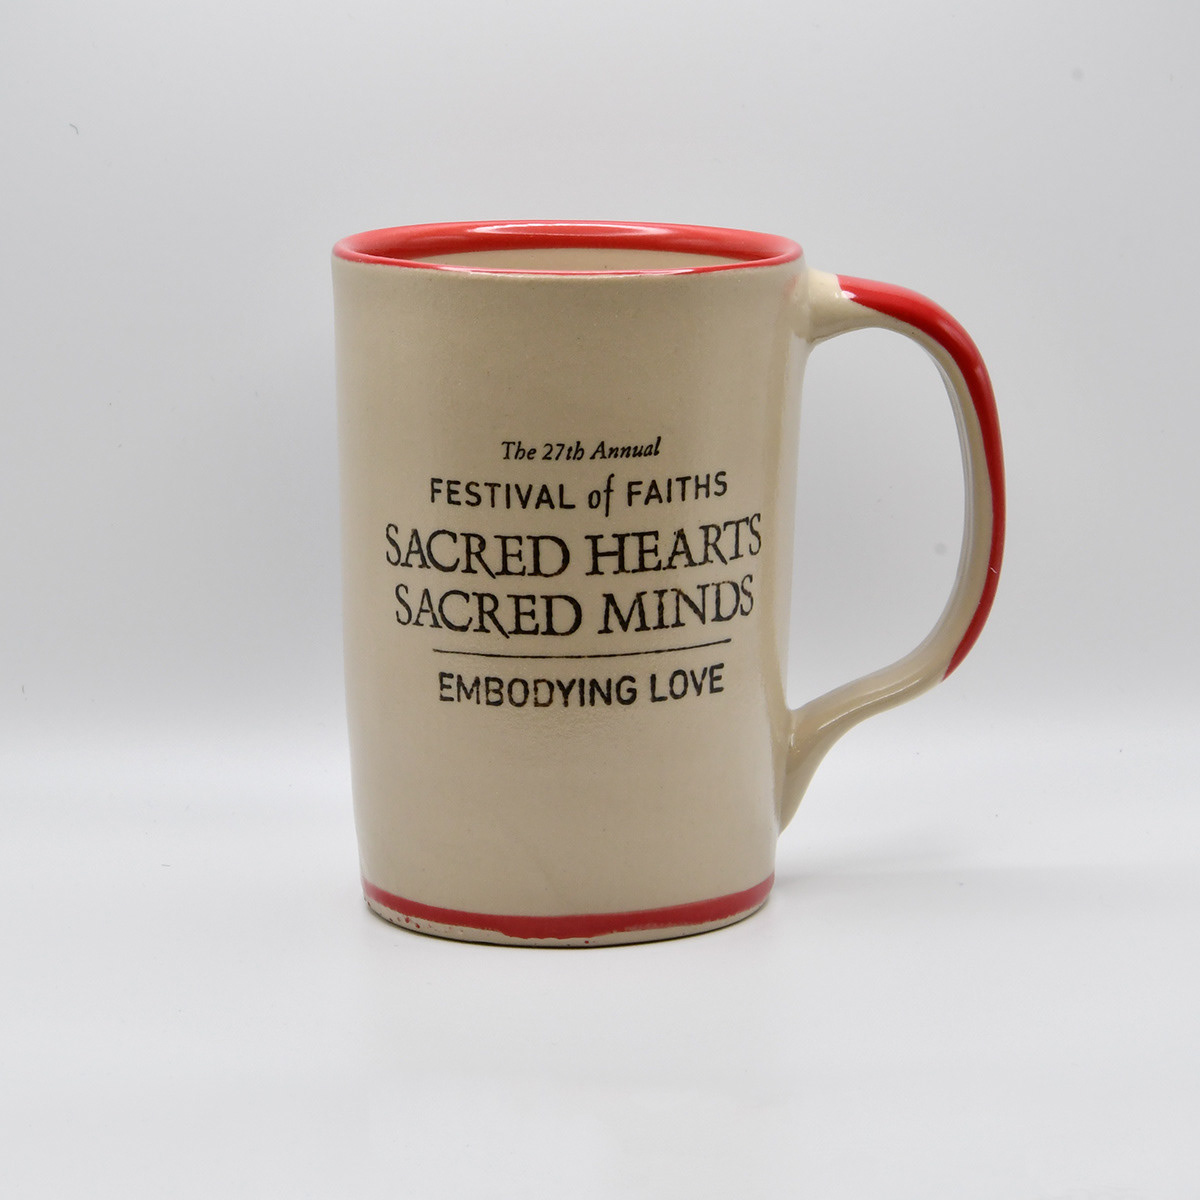 The 27th Annual
FESTIVAL of FAITHS
SACRED HEARTS
SACRED MINDS
EMBODYING LOVE